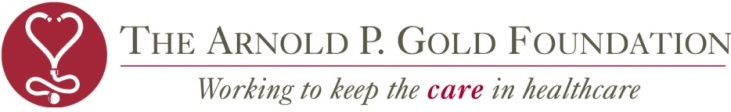 The Arnold P. Gold Foundation
Working to keep the care in healthcare